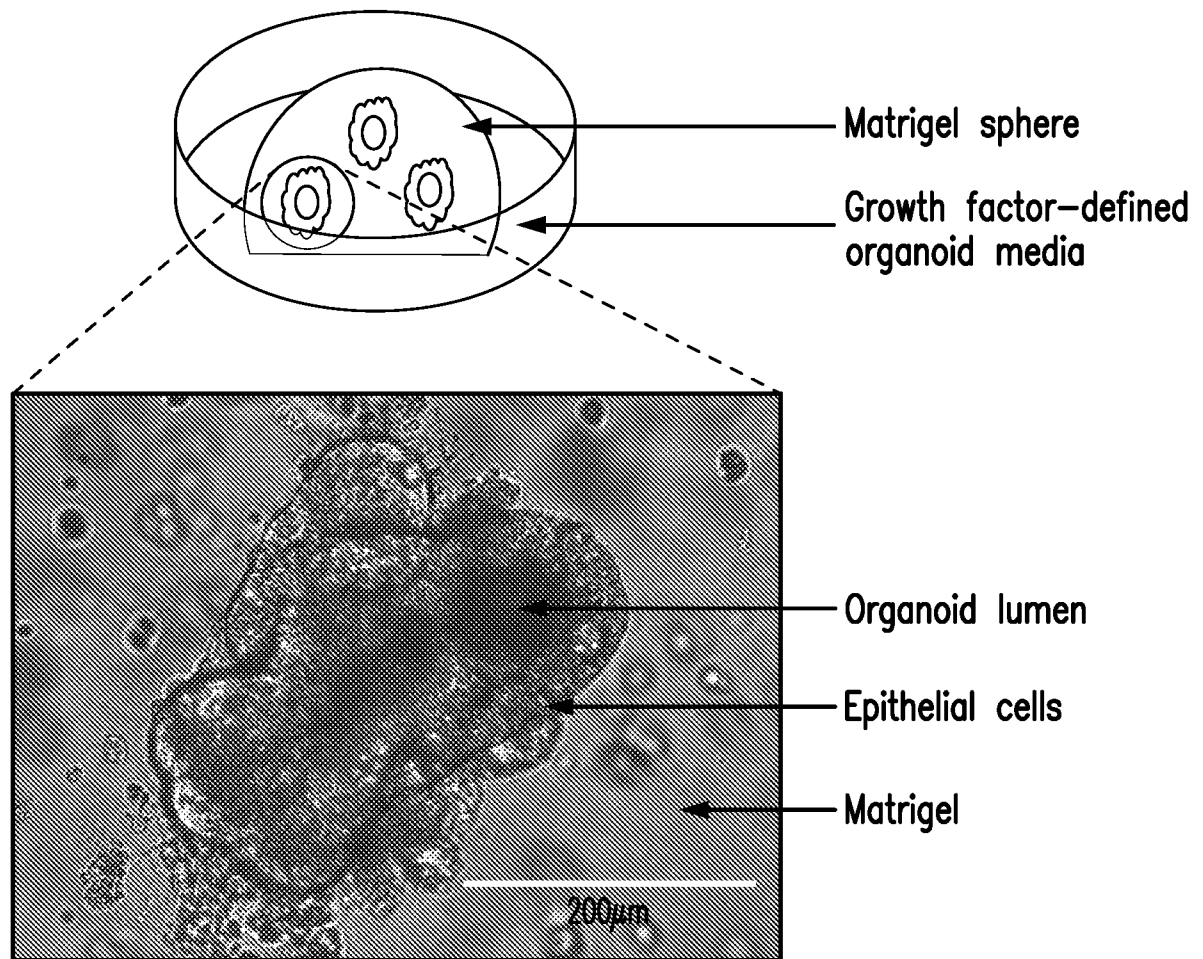 Matrigel sphere
Growth factor-defined
organoid media
Organoid lumen
Epithelial cells
Matrigel
200μm